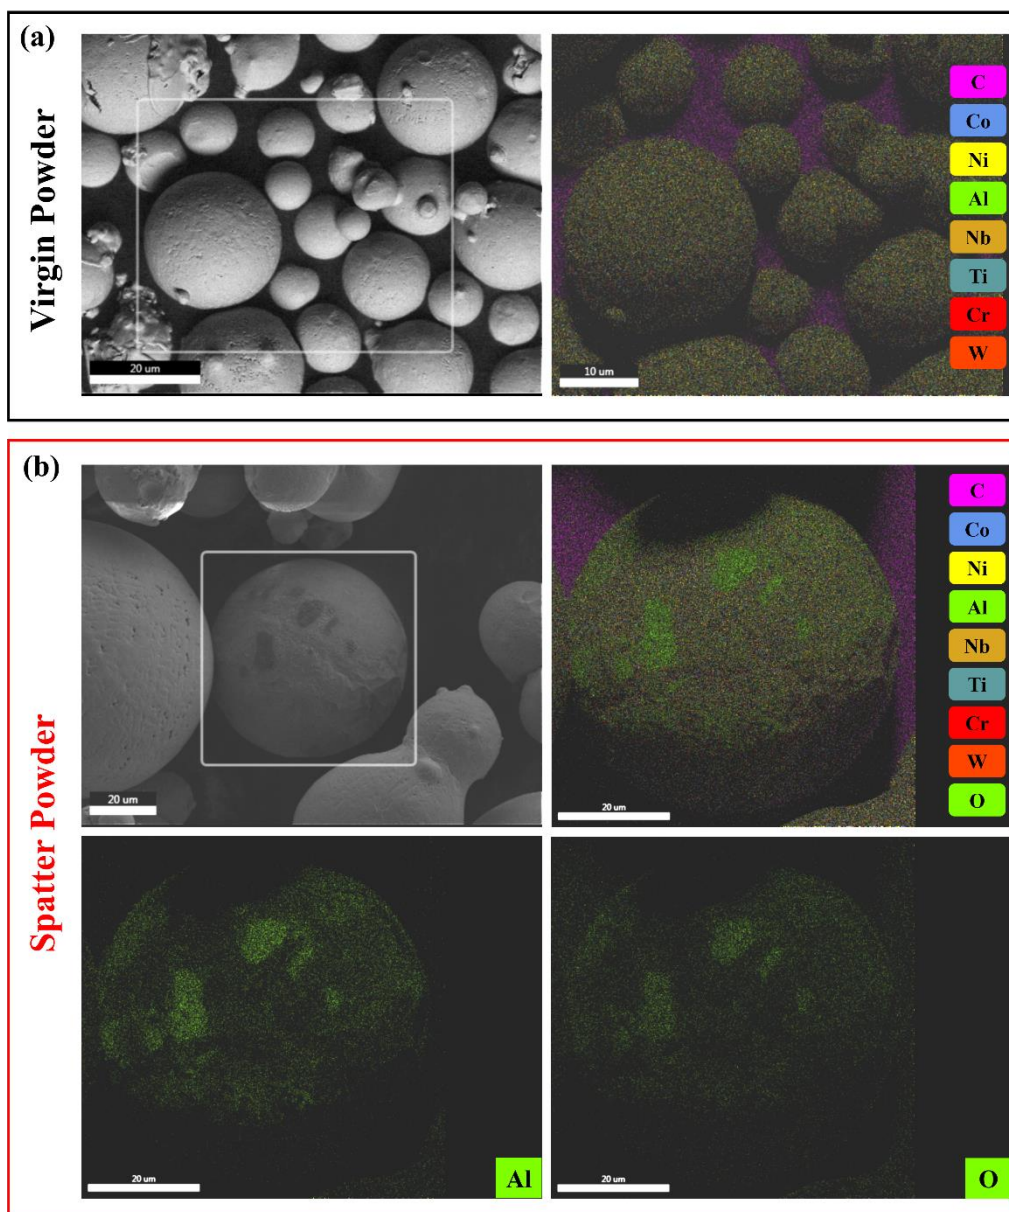 (a)
Virgin Powder
20 um
10 um
C
Co
Ni
Al
Nb
Ti
Cr
W
(b)
Spatter Powder
20 um
20 um
C
Co
Ni
Al
Nb
Ti
Cr
W
O
20 um
Al
20 um
O